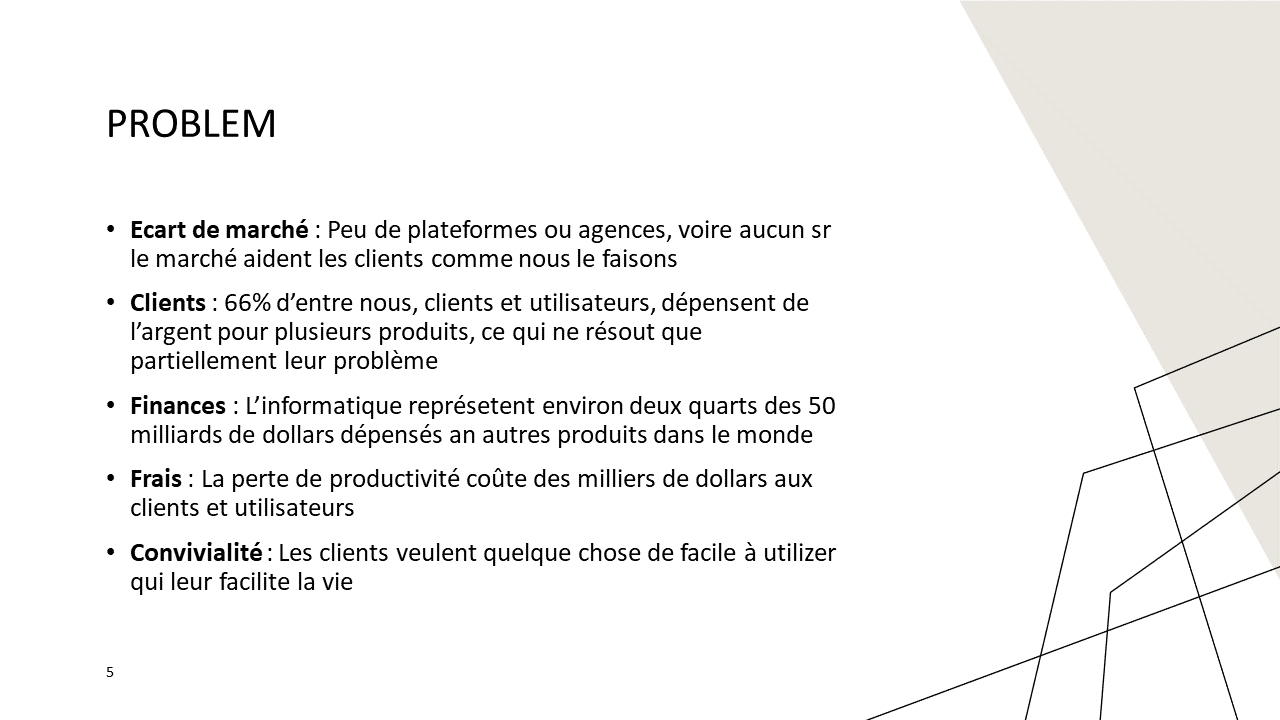 PROBLEM
• Ecart de marché : Peu de plateformes ou agences, voire aucun sr
le marché aident les clients comme nous le faisons
• Clients : 66% d’entre nous, clients et utilisateurs, dépensent de
l’argent pour plusieurs produits, ce qui ne résout que
partiellement leur problème
• Finances : L’informatique représetent environ deux quarts des 50
milliards de dollars dépensés an autres produits dans le monde
• Frais : La perte de productivité coûte des milliers de dollars aux
clients et utilisateurs
• Convivialité : Les clients veulent quelque chose de facile à utilizer
qui leur facilite la vie
5